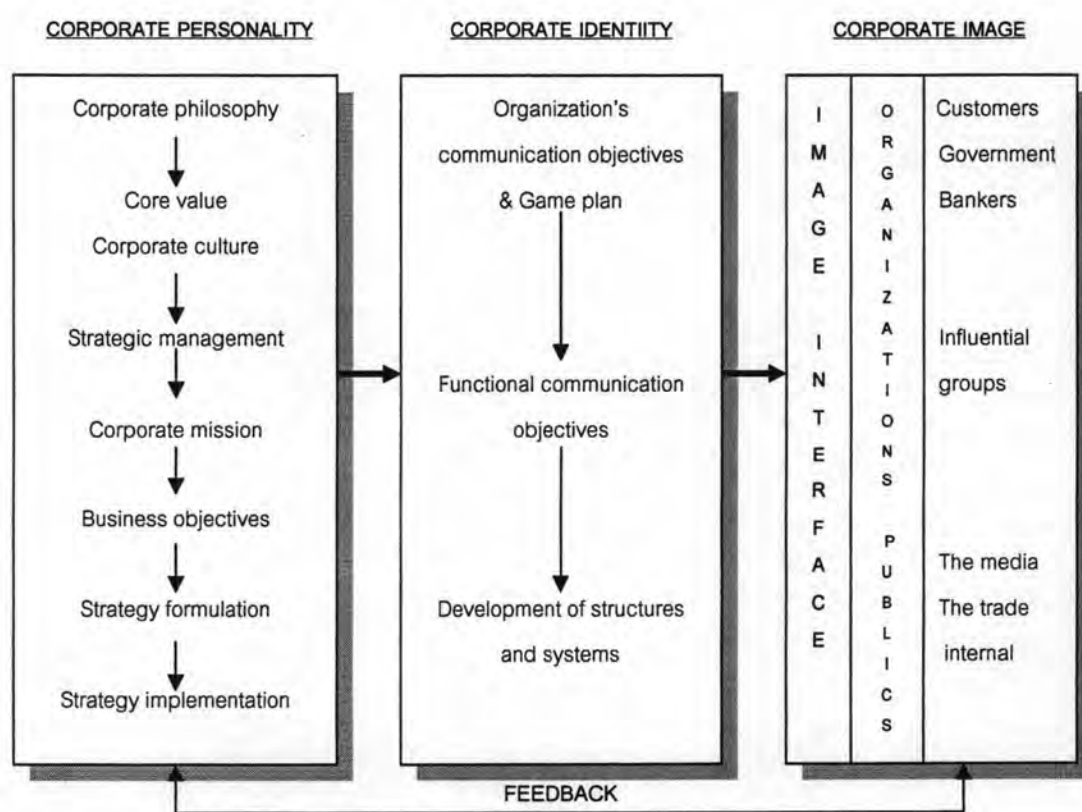 CORPORATE PERSONALITY
Corporate philosophy
Core value
Corporate culture
Strategic management
Corporate mission
Business objectives
Strategy formulation
Strategy implementation
CORPORATE IDENTIITY
Organization's
communication objectives
& Game plan
Functional communication
objectives
Development of structures
and systems
CORPORATE IMAGE
IMAGE INTERFACE
ORGANIZATIONS PUBLICS
Customers
Government
Bankers
Influential
groups
The media
The trade
internal
FEEDBACK